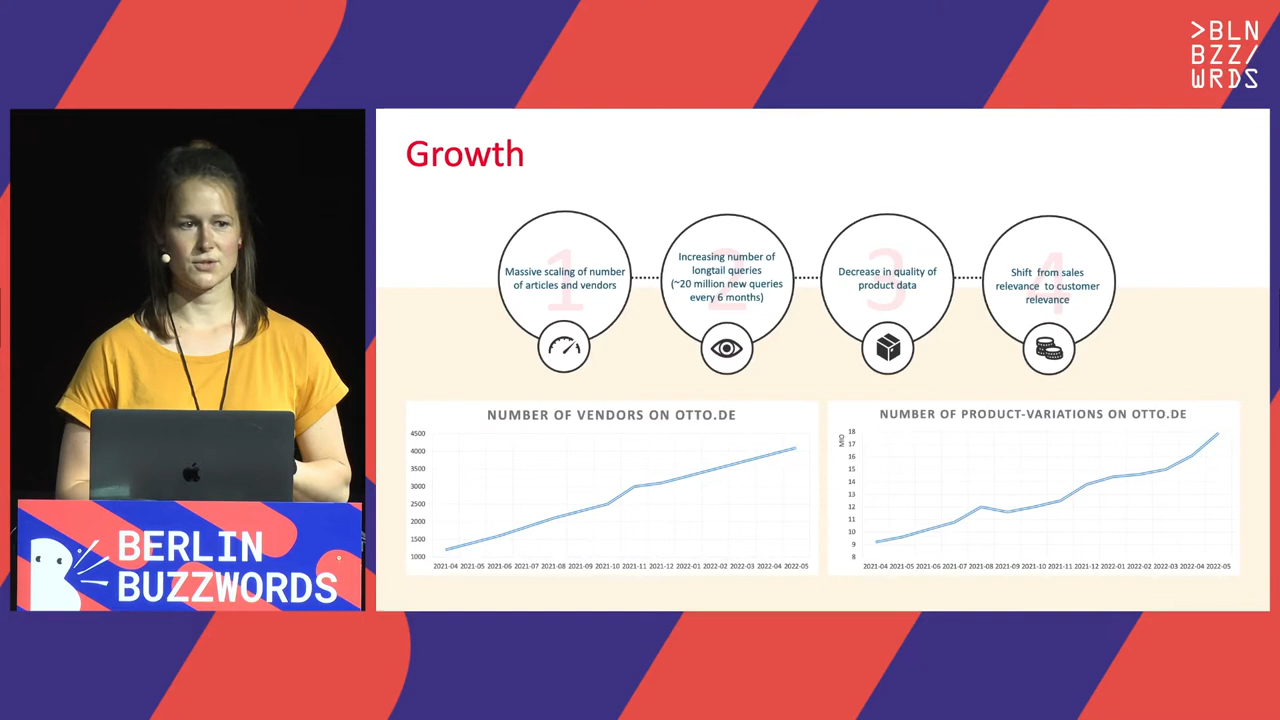 >BLN
BZZ/
WRDS
Growth
1
Massive scaling of number
of articles and vendors
2
Increasing number of
longtail queries
(~20 million new queries
every 6 months)
3
Decrease in quality of
product data
4
Shift from sales
relevance to customer
relevance
NUMBER OF VENDORS ON OTTO.DE
4500
4000
3500
3000
2500
2000
1500
1000
2021-04 2021-05 2021-06 2021-07 2021-08 2021-09 2021-10 2021-11 2021-12 2022-01 2022-02 2022-03 2022-04 2022-05
NUMBER OF PRODUCT-VARIATIONS ON OTTO.DE
MIO
18
17
16
15
14
13
12
11
10
9
8
2021-04 2021-05 2021-06 2021-07 2021-08 2021-09 2021-10 2021-11 2021-12 2022-01 2022-02 2022-03 2022-04 2022-05
BERLIN
BUZZWORDS